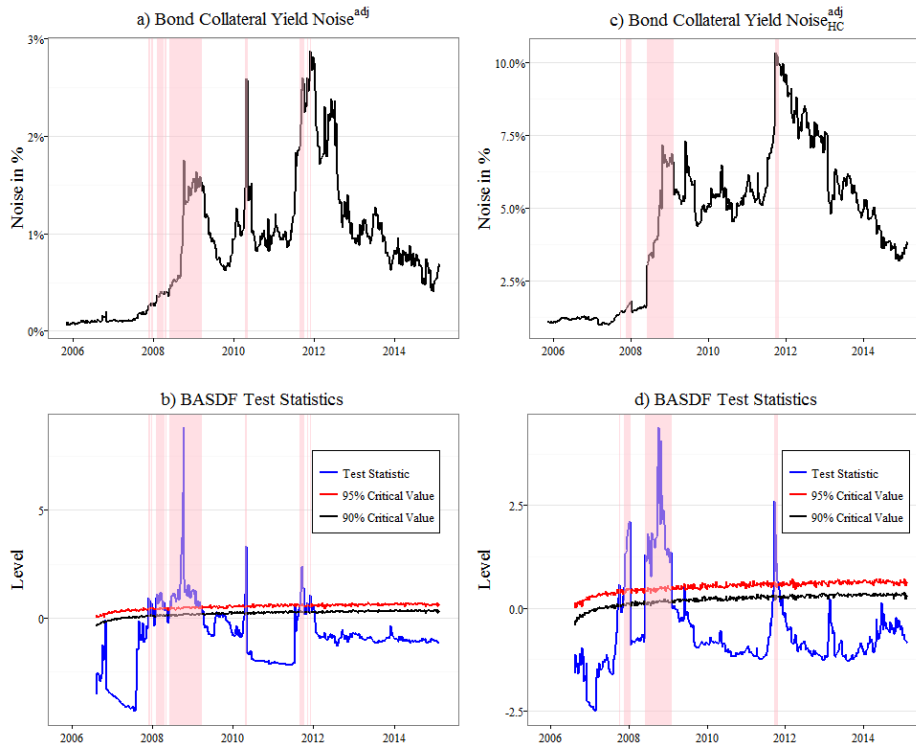 a) Bond Collateral Yield Noise^adj
Noise in %
3%
2%
1%
0%
2006 2008 2010 2012 2014
c) Bond Collateral Yield Noise^adj_HC
Noise in %
10.0%
7.5%
5.0%
2.5%
2006 2008 2010 2012 2014
b) BASDF Test Statistics
Level
5
0
Test Statistic
95% Critical Value
90% Critical Value
2006 2008 2010 2012 2014
d) BASDF Test Statistics
Level
2.5
0.0
-2.5
Test Statistic
95% Critical Value
90% Critical Value
2006 2008 2010 2012 2014